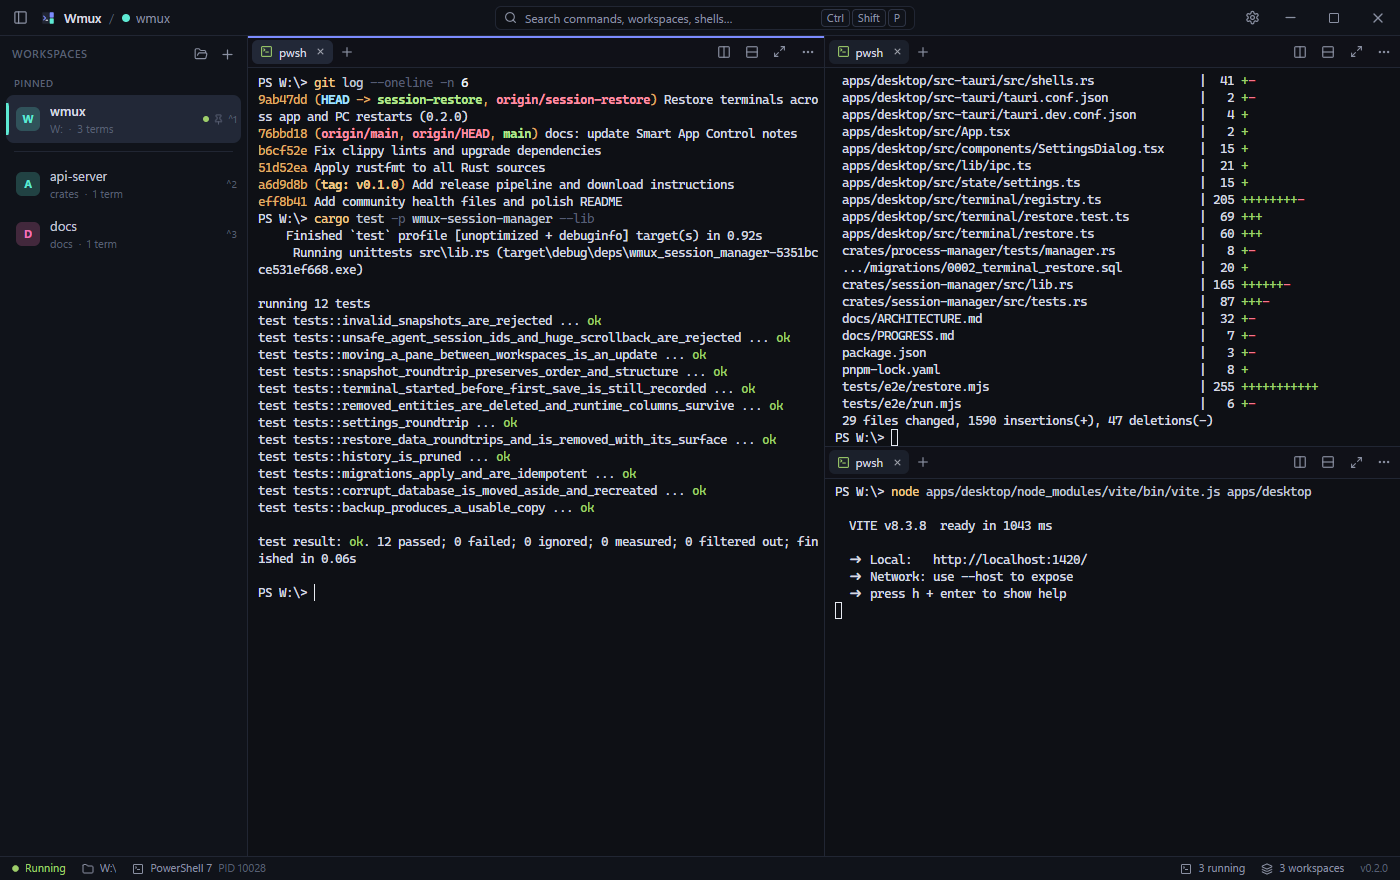 Wmux / wmux
Search commands, workspaces, shells... Ctrl Shift P
WORKSPACES
PINNED
W wmux
W: · 3 terms ^1
A api-server
crates · 1 term ^2
D docs
docs · 1 term ^3
pwsh × +
PS W:\> git log --oneline -n 6
9ab47dd (HEAD -> session-restore, origin/session-restore) Restore terminals acro
ss app and PC restarts (0.2.0)
76bbd18 (origin/main, origin/HEAD, main) docs: update Smart App Control notes
b6cf52e Fix clippy lints and upgrade dependencies
51d52ea Apply rustfmt to all Rust sources
a6d9d8b (tag: v0.1.0) Add release pipeline and download instructions
eff8b41 Add community health files and polish README
PS W:\> cargo test -p wmux-session-manager --lib
    Finished `test` profile [unoptimized + debuginfo] target(s) in 0.92s
     Running unittests src\lib.rs (target\debug\deps\wmux_session_manager-5351bc
ce531ef668.exe)
running 12 tests
test tests::invalid_snapshots_are_rejected ... ok
test tests::unsafe_agent_session_ids_and_huge_scrollback_are_rejected ... ok
test tests::moving_a_pane_between_workspaces_is_an_update ... ok
test tests::snapshot_roundtrip_preserves_order_and_structure ... ok
test tests::terminal_started_before_first_save_is_still_recorded ... ok
test tests::removed_entities_are_deleted_and_runtime_columns_survive ... ok
test tests::settings_roundtrip ... ok
test tests::restore_data_roundtrips_and_is_removed_with_its_surface ... ok
test tests::history_is_pruned ... ok
test tests::migrations_apply_and_are_idempotent ... ok
test tests::corrupt_database_is_moved_aside_and_recreated ... ok
test tests::backup_produces_a_usable_copy ... ok
test result: ok. 12 passed; 0 failed; 0 ignored; 0 measured; 0 filtered out; fin
ished in 0.06s
PS W:\>
pwsh × +
apps/desktop/src-tauri/src/shells.rs | 41 +-
apps/desktop/src-tauri/tauri.conf.json | 2 +-
apps/desktop/src-tauri/tauri.dev.conf.json | 4 +
apps/desktop/src/App.tsx | 2 +
apps/desktop/src/components/SettingsDialog.tsx | 15 +
apps/desktop/src/lib/ipc.ts | 21 +
apps/desktop/src/state/settings.ts | 15 +
apps/desktop/src/terminal/registry.ts | 205 ++++++++-
apps/desktop/src/terminal/restore.test.ts | 69 +++
apps/desktop/src/terminal/restore.ts | 60 +++
crates/process-manager/tests/manager.rs | 8 +-
.../migrations/0002_terminal_restore.sql | 20 +
crates/session-manager/src/lib.rs | 165 ++++++-
crates/session-manager/src/tests.rs | 87 +++-
docs/ARCHITECTURE.md | 32 +-
docs/PROGRESS.md | 7 +-
package.json | 3 +-
pnpm-lock.yaml | 8 +
tests/e2e/restore.mjs | 255 +++++++++++
tests/e2e/run.mjs | 6 +-
29 files changed, 1590 insertions(+), 47 deletions(-)
PS W:\>
pwsh × +
PS W:\> node apps/desktop/node_modules/vite/bin/vite.js apps/desktop
VITE v8.3.8  ready in 1043 ms
➜ Local:   http://localhost:1420/
➜ Network: use --host to expose
➜ press h + enter to show help
Running W:\ PowerShell 7 PID 10028 3 running 3 workspaces v0.2.0